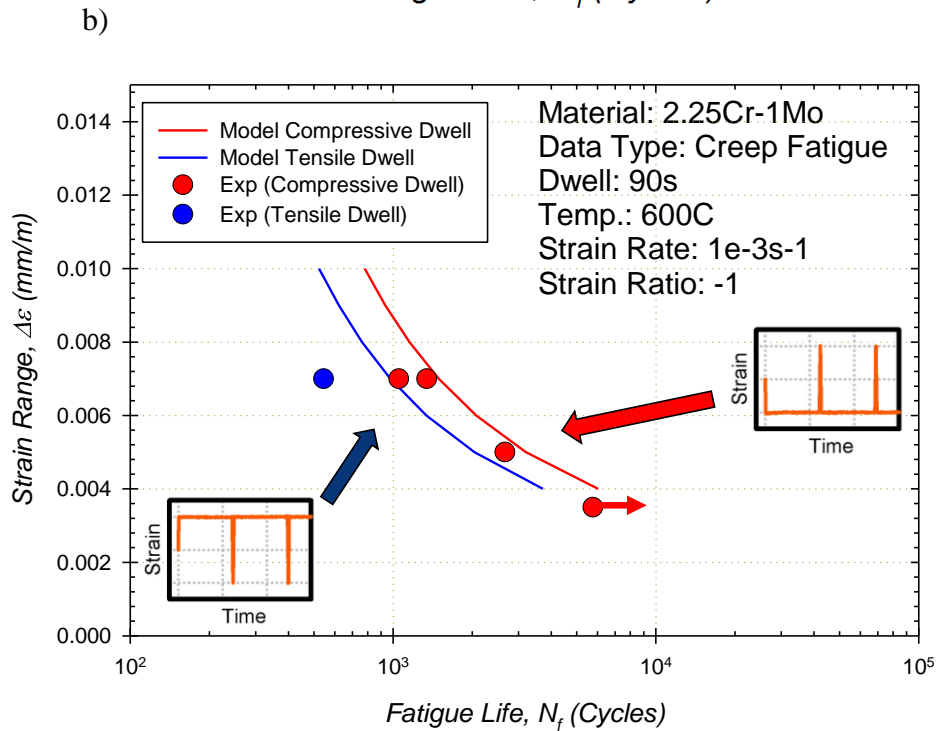 b)
Model Compressive Dwell
Model Tensile Dwell
Exp (Compressive Dwell)
Exp (Tensile Dwell)
Material: 2.25Cr-1Mo
Data Type: Creep Fatigue
Dwell: 90s
Temp.: 600C
Strain Rate: 1e-3s-1
Strain Ratio: -1
Strain Range, Δε (mm/m)
0.014
0.012
0.010
0.008
0.006
0.004
0.002
0.000
Strain
Time
Strain
Time
10²
10³
10⁴
10⁵
Fatigue Life, N_f (Cycles)